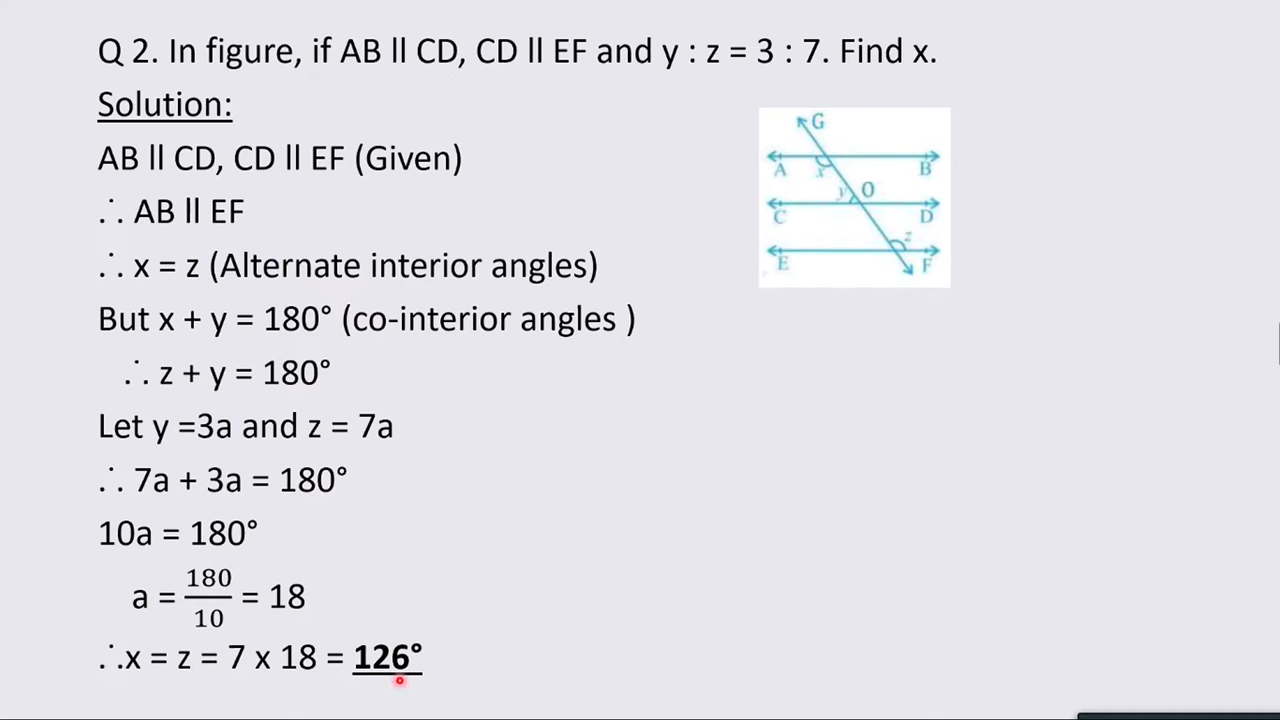 Q 2. In figure, if AB ll CD, CD ll EF and y : z = 3 : 7. Find x.
Solution:
AB ll CD, CD ll EF (Given)
∴ AB ll EF
∴ x = z (Alternate interior angles)
But x + y = 180° (co-interior angles )
∴ z + y = 180°
Let y =3a and z = 7a
∴ 7a + 3a = 180°
10a = 180°
a = 180/10 = 18
∴x = z = 7 x 18 = 126°
G
A x B
y O
C D
z
E F